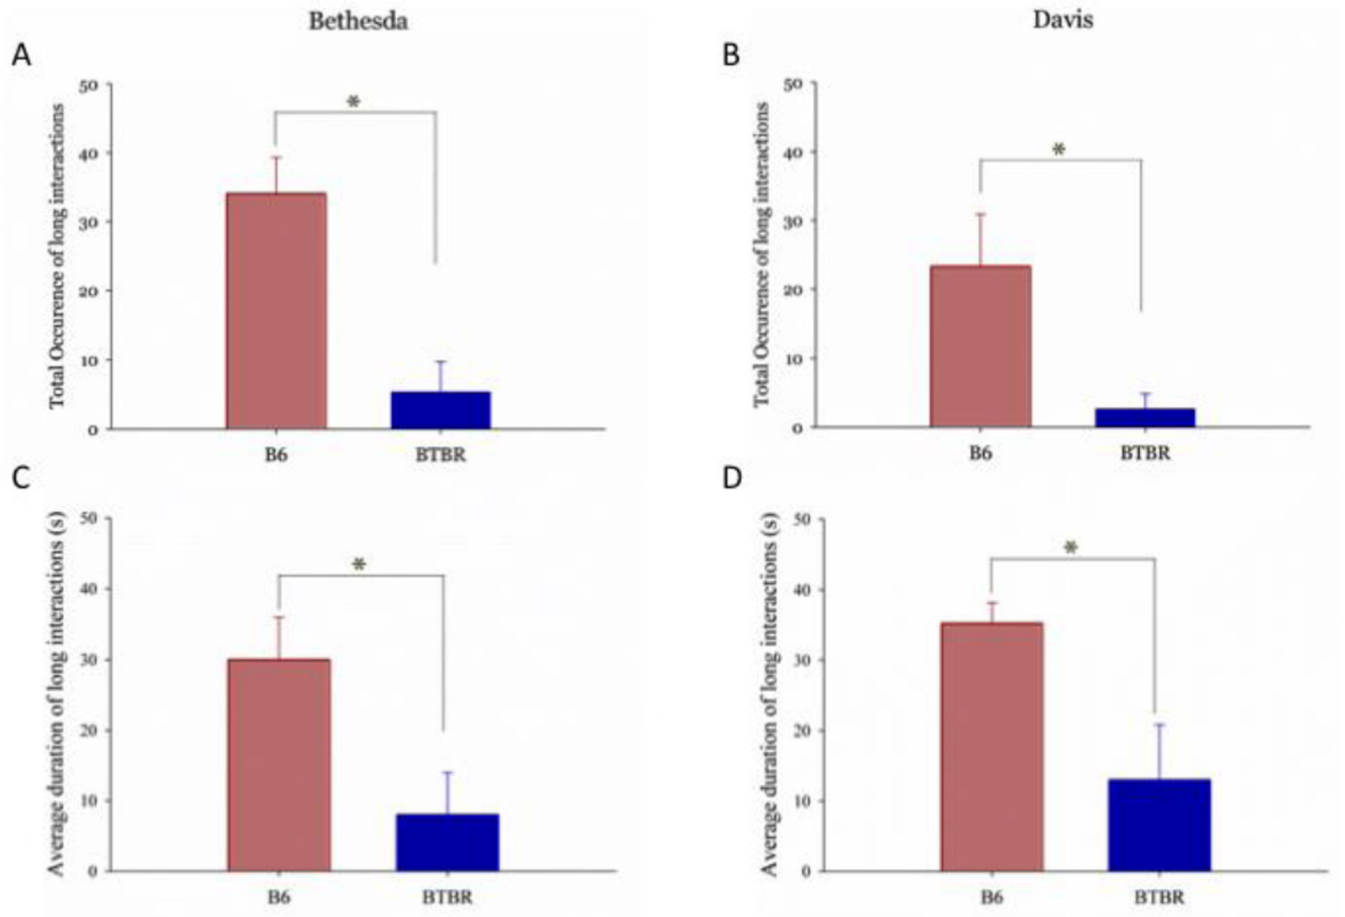 Bethesda
Davis
A
B
Total Occurence of long interactions
50
40
30
20
10
0
*
B6
BTBR
Total Occurence of long interactions
50
40
30
20
10
0
*
B6
BTBR
C
D
Average duration of long interactions (s)
50
40
30
20
10
0
*
B6
BTBR
Average duration of long interactions (s)
50
40
30
20
10
0
*
B6
BTBR